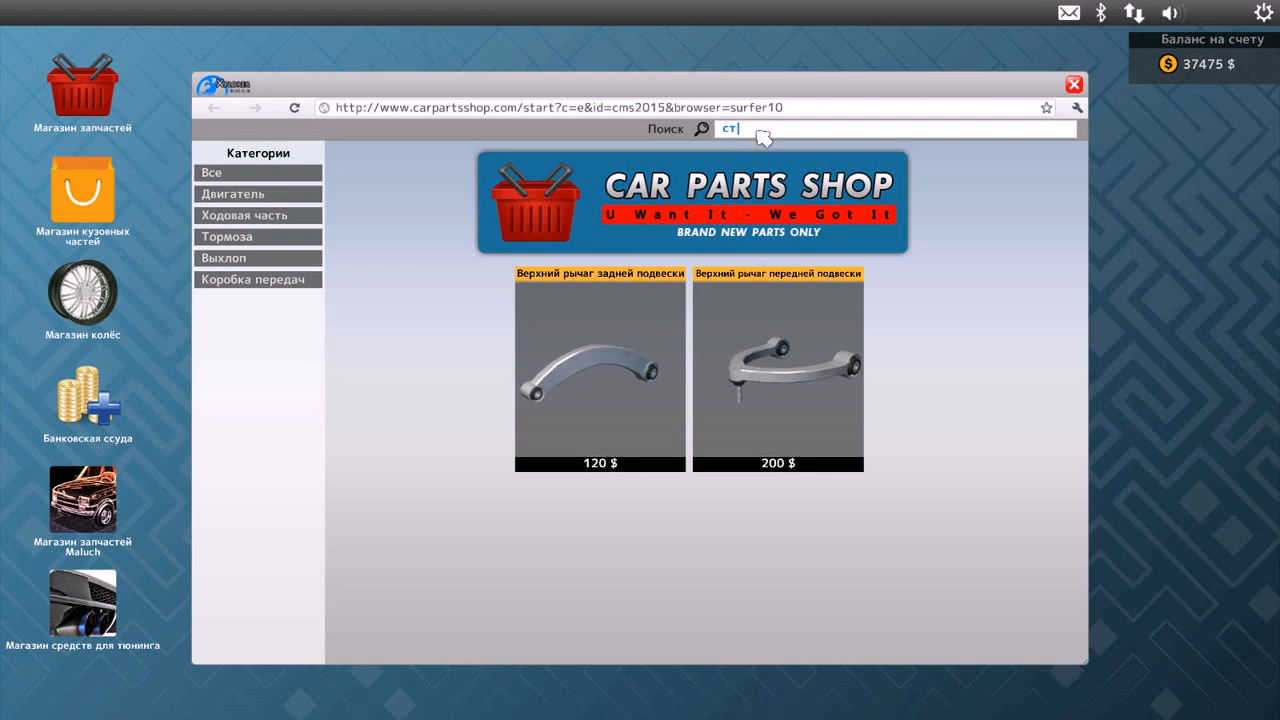 Баланс на счету
37475 $
Магазин запчастей
Магазин кузовных
частей
Магазин колёс
Банковская ссуда
Магазин запчастей
Maluch
Магазин средств для тюнинга
XPLORER
http://www.carpartsshop.com/start?c=e&id=cms2015&browser=surfer10
Поиск ст
Категории
Все
Двигатель
Ходовая часть
Тормоза
Выхлоп
Коробка передач
CAR PARTS SHOP
U Want It - We Got It
BRAND NEW PARTS ONLY
Верхний рычаг задней подвески
120 $
Верхний рычаг передней подвески
200 $